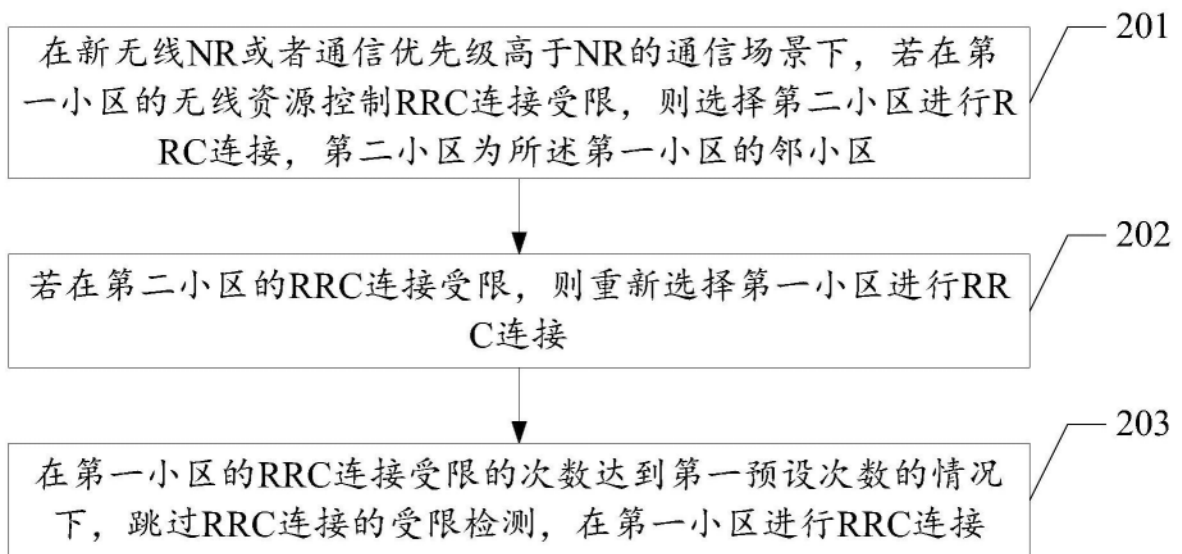 201
在新无线NR或者通信优先级高于NR的通信场景下，若在第
一小区的无线资源控制RRC连接受限，则选择第二小区进行R
RC连接，第二小区为所述第一小区的邻小区
202
若在第二小区的RRC连接受限，则重新选择第一小区进行RR
C连接
203
在第一小区的RRC连接受限的次数达到第一预设次数的情况
下，跳过RRC连接的受限检测，在第一小区进行RRC连接